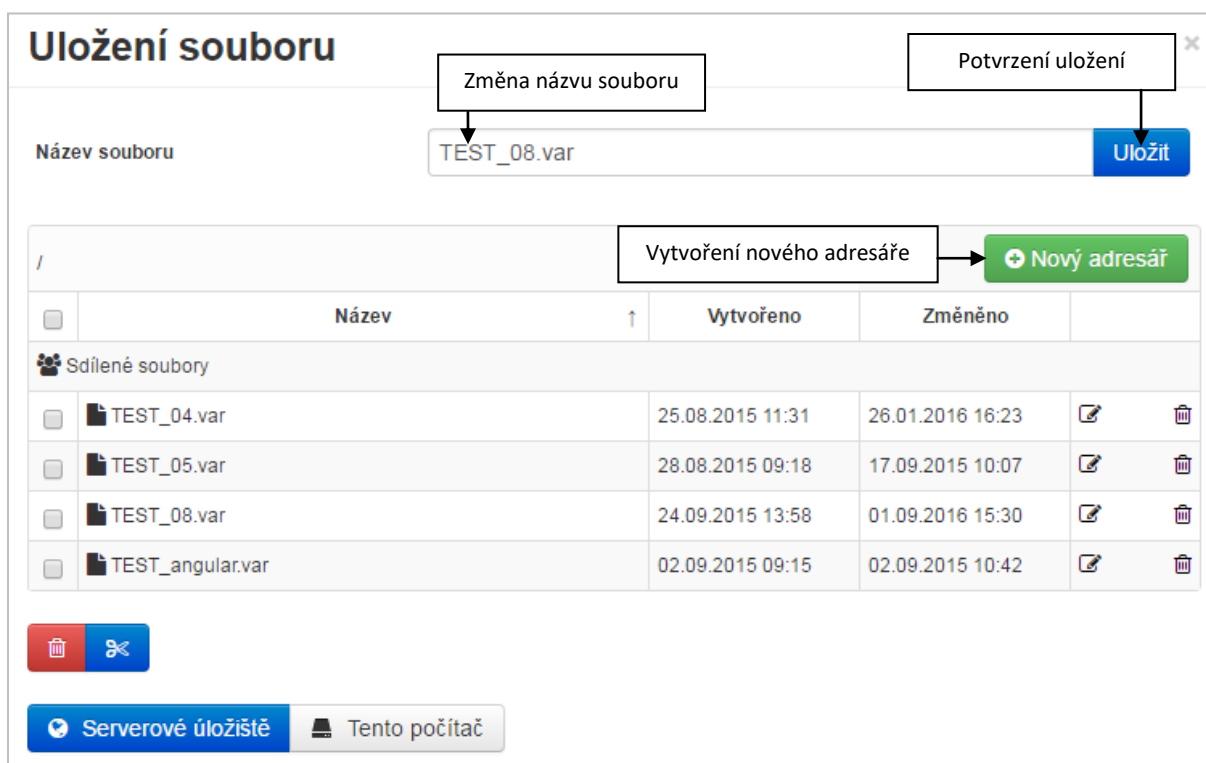 Uložení souboru
×
Změna názvu souboru
Potvrzení uložení
Název souboru
TEST_08.var
Uložit
/
Vytvoření nového adresáře
Nový adresář
Název ↑ Vytvořeno Změněno
Sdílené soubory
TEST_04.var 25.08.2015 11:31 26.01.2016 16:23
TEST_05.var 28.08.2015 09:18 17.09.2015 10:07
TEST_08.var 24.09.2015 13:58 01.09.2016 15:30
TEST_angular.var 02.09.2015 09:15 02.09.2015 10:42
Serverové úložiště Tento počítač